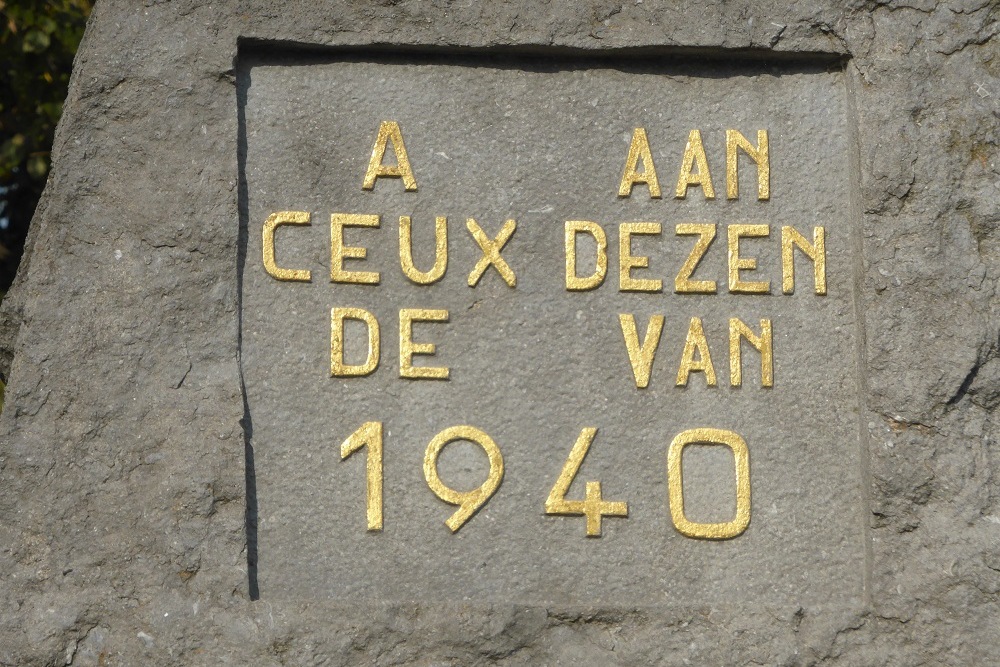 A AAN
CEUX DEZEN
DE VAN
1940